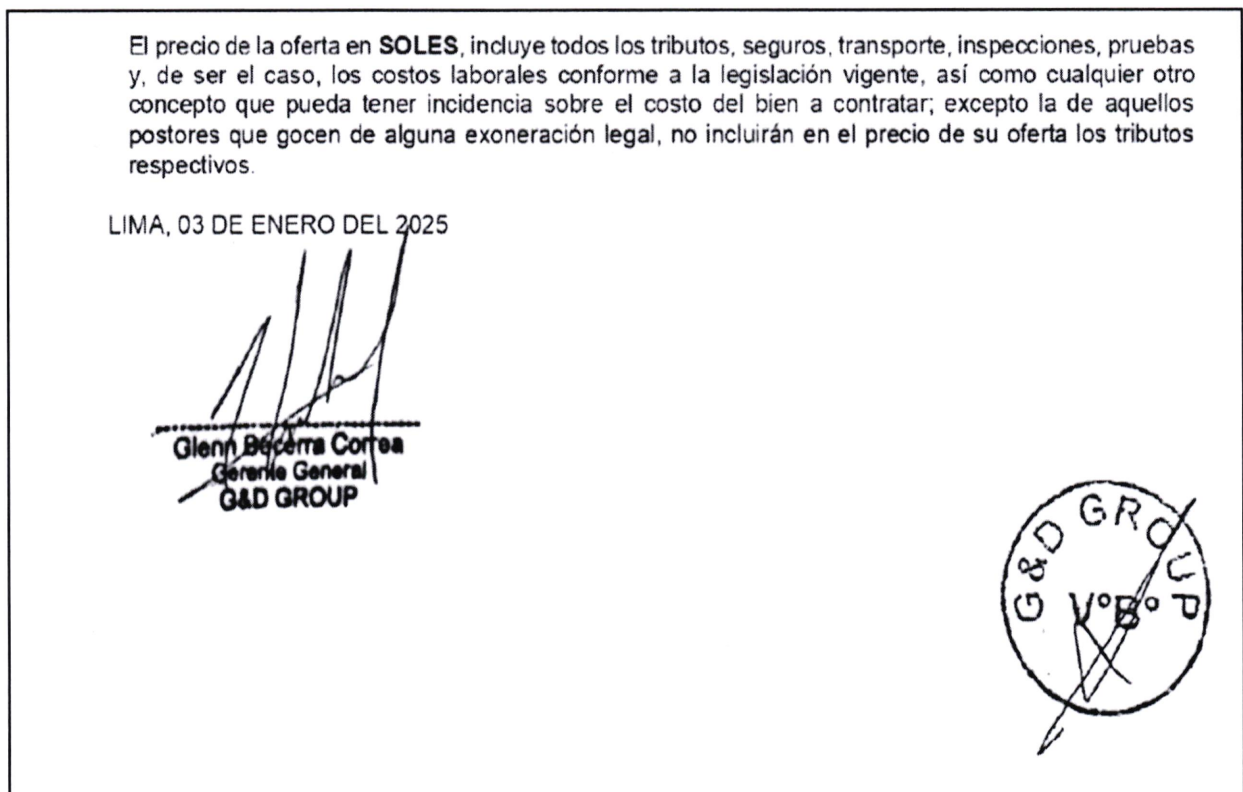 El precio de la oferta en SOLES, incluye todos los tributos, seguros, transporte, inspecciones, pruebas
y, de ser el caso, los costos laborales conforme a la legislación vigente, así como cualquier otro
concepto que pueda tener incidencia sobre el costo del bien a contratar; excepto la de aquellos
postores que gocen de alguna exoneración legal, no incluirán en el precio de su oferta los tributos
respectivos.
LIMA, 03 DE ENERO DEL 2025
Glenn Becerra Correa
Gerente General
G&D GROUP
G&D GROUP
V°B°